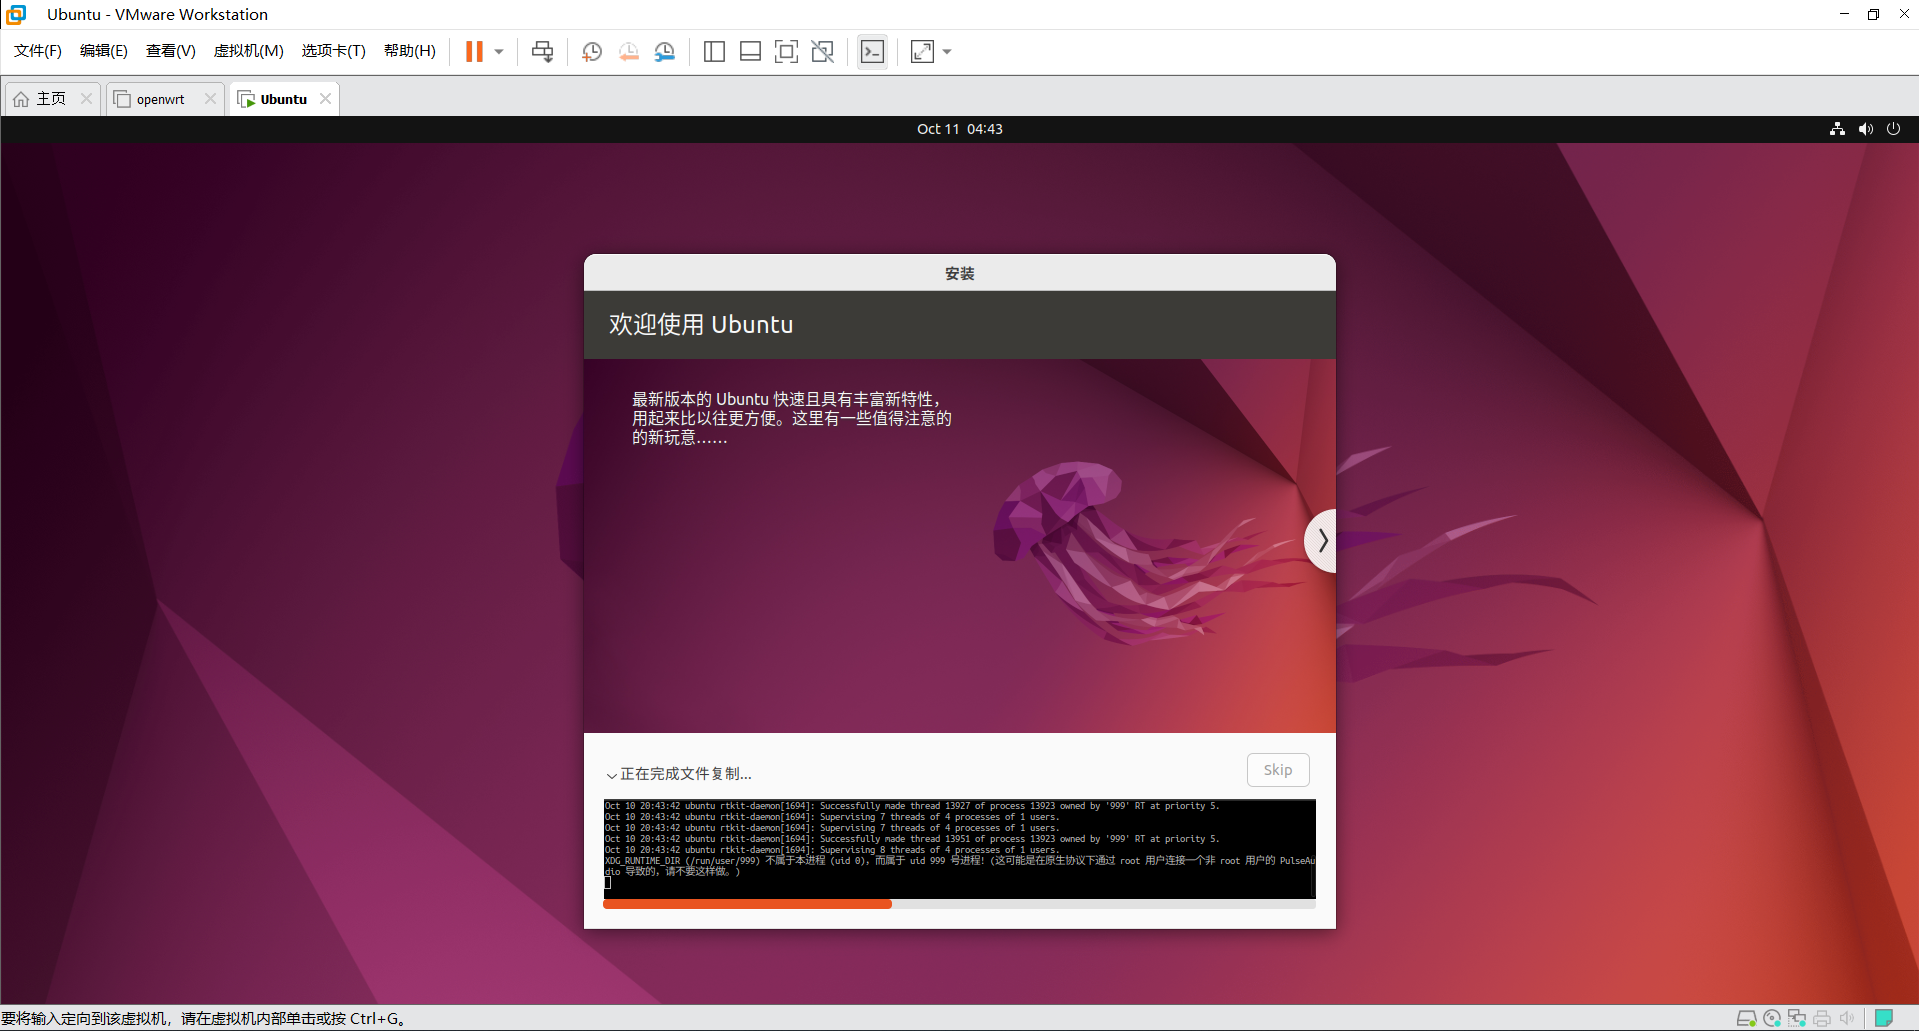 Ubuntu - VMware Workstation
文件(F) 编辑(E) 查看(V) 虚拟机(M) 选项卡(T) 帮助(H)
主页 openwrt Ubuntu
Oct 11 04:43
安装
欢迎使用 Ubuntu
最新版本的 Ubuntu 快速且具有丰富新特性，
用起来比以往更方便。这里有一些值得注意的
的新玩意……
正在完成文件复制...
Skip
Oct 10 20:43:42 ubuntu rtkit-daemon[1694]: Successfully made thread 13927 of process 13923 owned by '999' RT at priority 5.
Oct 10 20:43:42 ubuntu rtkit-daemon[1694]: Supervising 7 threads of 4 processes of 1 users.
Oct 10 20:43:42 ubuntu rtkit-daemon[1694]: Supervising 7 threads of 4 processes of 1 users.
Oct 10 20:43:42 ubuntu rtkit-daemon[1694]: Successfully made thread 13951 of process 13923 owned by '999' RT at priority 5.
Oct 10 20:43:42 ubuntu rtkit-daemon[1694]: Supervising 8 threads of 4 processes of 1 users.
XDG_RUNTIME_DIR (/run/user/999) 不属于本进程 (uid 0)，而属于 uid 999 号进程！(这可能是在原生协议下通过 root 用户连接一个非 root 用户的 PulseAu
dio 导致的，请不要这样做。)
要将输入定向到该虚拟机，请在虚拟机内部单击或按 Ctrl+G。